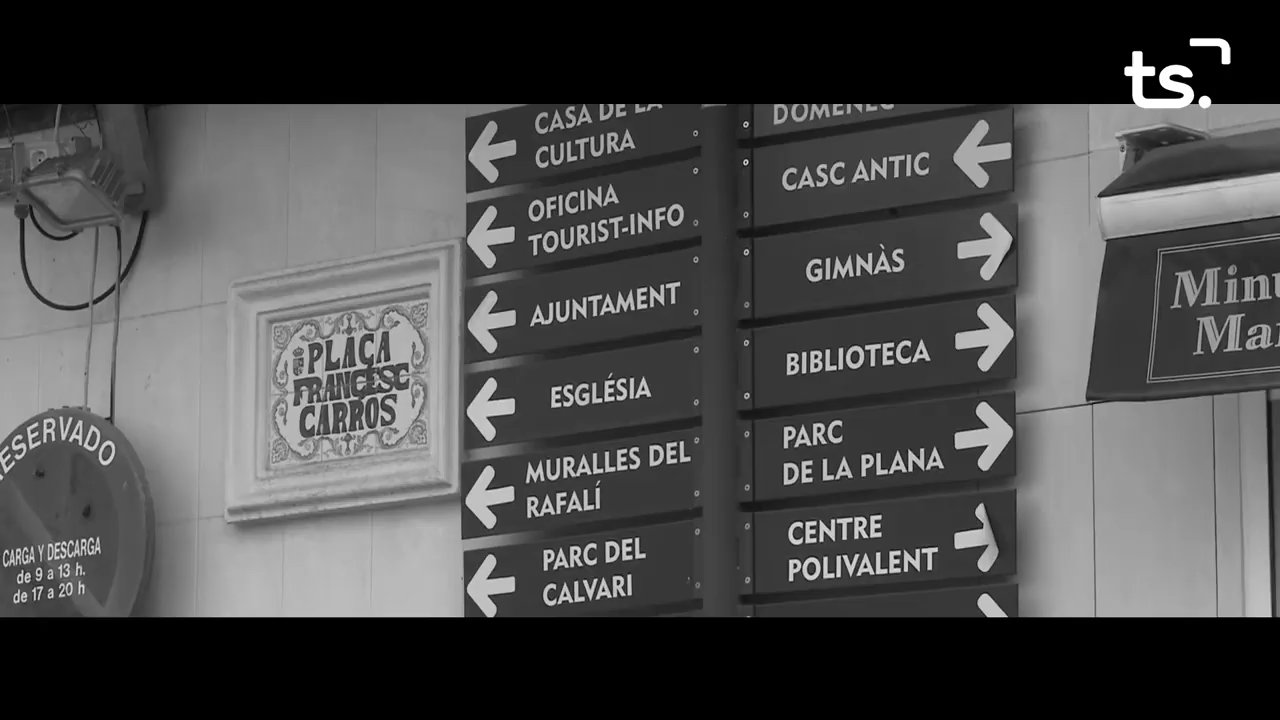 ts.
CASA DE LA
CULTURA
OFICINA
TOURIST-INFO
AJUNTAMENT
ESGLÉSIA
MURALLES DEL
RAFALÍ
PARC DEL
CALVARI
CASC ANTIC
GIMNÀS
BIBLIOTECA
PARC
DE LA PLANA
CENTRE
POLIVALENT
PLAÇA
FRANCESC
CARROS
CARGA Y DESCARGA
de 9 a 13 h.
de 17 a 20 h